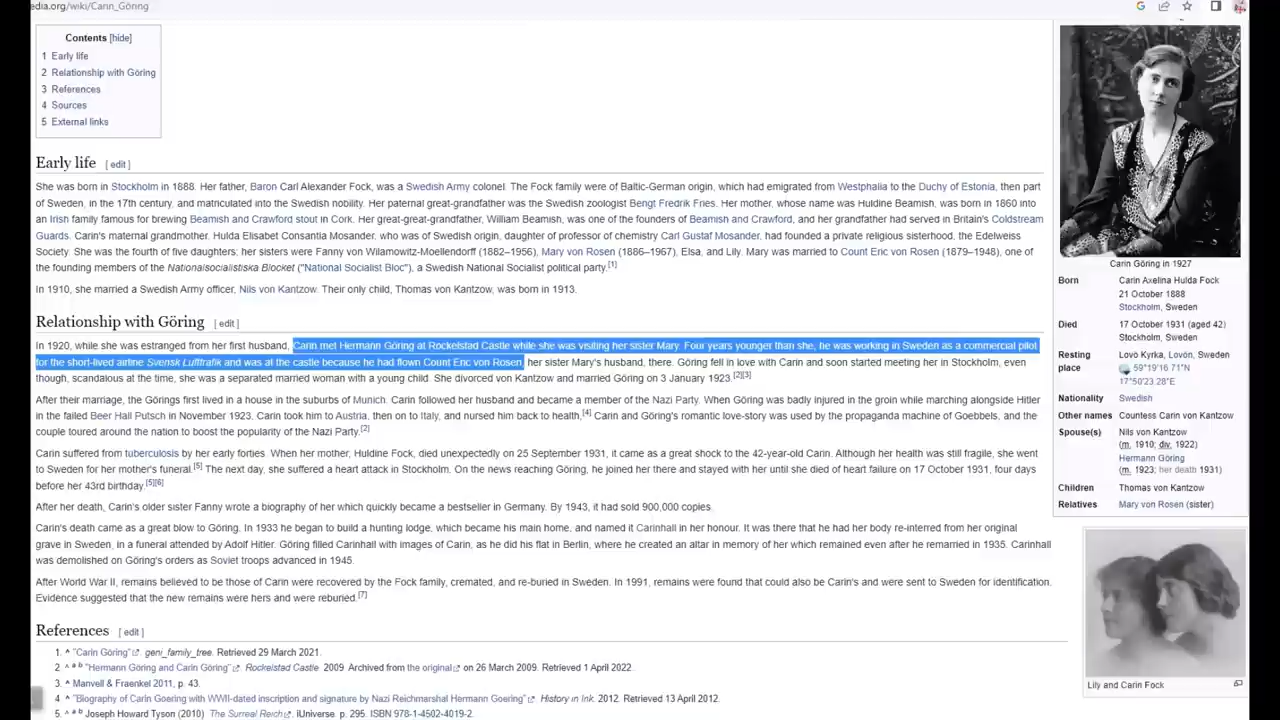 edia.org/wiki/Carin_Göring
Contents [hide]
1 Early life
2 Relationship with Göring
3 References
4 Sources
5 External links
Early life [ edit ]
She was born in Stockholm in 1888. Her father, Baron Carl Alexander Fock, was a Swedish Army colonel. The Fock family were of Baltic-German origin, which had emigrated from Westphalia to the Duchy of Estonia, then part
of Sweden, in the 17th century, and matriculated into the Swedish nobility. Her paternal great-grandfather was the Swedish zoologist Bengt Fredrik Fries. Her mother, whose name was Huldine Beamish, was born in 1860 into
an Irish family famous for brewing Beamish and Crawford stout in Cork. Her great-great-grandfather, William Beamish, was one of the founders of Beamish and Crawford, and her grandfather had served in Britain's Coldstream
Guards. Carin's maternal grandmother, Hulda Elisabet Consantia Mosander, who was of Swedish origin, daughter of professor of chemistry Carl Gustaf Mosander, had founded a private religious sisterhood, the Edelweiss
Society. She was the fourth of five daughters; her sisters were Fanny von Wilamowitz-Moellendorff (1882–1956), Mary von Rosen (1886–1967), Elsa, and Lily. Mary was married to Count Eric von Rosen (1879–1948), one of
the founding members of the Nationalsocialistiska Blocket ("National Socialist Bloc"), a Swedish National Socialist political party.[1]
In 1910, she married a Swedish Army officer, Nils von Kantzow. Their only child, Thomas von Kantzow, was born in 1913.
Relationship with Göring [ edit ]
In 1920, while she was estranged from her first husband, Carin met Hermann Göring at Rockelstad Castle while she was visiting her sister Mary. Four years younger than she, he was working in Sweden as a commercial pilot
for the short-lived airline Svensk Lufttrafik and was at the castle because he had flown Count Eric von Rosen, her sister Mary's husband, there. Göring fell in love with Carin and soon started meeting her in Stockholm, even
though, scandalous at the time, she was a separated married woman with a young child. She divorced von Kantzow and married Göring on 3 January 1923.[2][3]
After their marriage, the Görings first lived in a house in the suburbs of Munich. Carin followed her husband and became a member of the Nazi Party. When Göring was badly injured in the groin while marching alongside Hitler
in the failed Beer Hall Putsch in November 1923, Carin took him to Austria, then on to Italy, and nursed him back to health.[4] Carin and Göring's romantic love-story was used by the propaganda machine of Goebbels, and the
couple toured around the nation to boost the popularity of the Nazi Party.[2]
Carin suffered from tuberculosis by her early forties. When her mother, Huldine Fock, died unexpectedly on 25 September 1931, it came as a great shock to the 42-year-old Carin. Although her health was still fragile, she went
to Sweden for her mother's funeral.[5] The next day, she suffered a heart attack in Stockholm. On the news reaching Göring, he joined her there and stayed with her until she died of heart failure on 17 October 1931, four days
before her 43rd birthday.[5][6]
After her death, Carin's older sister Fanny wrote a biography of her which quickly became a bestseller in Germany. By 1943, it had sold 900,000 copies.
Carin's death came as a great blow to Göring. In 1933 he began to build a hunting lodge, which became his main home, and named it Carinhall in her honour. It was there that he had her body re-interred from her original
grave in Sweden, in a funeral attended by Adolf Hitler. Göring filled Carinhall with images of Carin, as he did his flat in Berlin, where he created an altar in memory of her which remained even after he remarried in 1935. Carinhall
was demolished on Göring's orders as Soviet troops advanced in 1945.
After World War II, remains believed to be those of Carin were recovered by the Fock family, cremated, and re-buried in Sweden. In 1991, remains were found that could also be Carin's and were sent to Sweden for identification.
Evidence suggested that the new remains were hers and were reburied.[7]
References [ edit ]
1. ^ "Carin Göring". geni_family_tree. Retrieved 29 March 2021.
2. ^ a b "Hermann Göring and Carin Göring". Rockelstad Castle. 2009. Archived from the original on 26 March 2009. Retrieved 1 April 2022.
3. ^ Manvell & Fraenkel 2011, p. 43.
4. ^ "Biography of Carin Goering with WWII-dated inscription and signature by Nazi Reichmarshal Hermann Goering". History in Ink. 2012. Retrieved 13 April 2012.
5. ^ a b Joseph Howard Tyson (2010). The Surreal Reich. iUniverse. p. 295. ISBN 978-1-4502-4019-2.
Carin Göring in 1927
Born Carin Axelina Hulda Fock
21 October 1888
Stockholm, Sweden
Died 17 October 1931 (aged 42)
Stockholm, Sweden
Resting Lovö Kyrka, Lovön, Sweden
place 59°19′16.71″N
17°50′23.28″E
Nationality Swedish
Other names Countess Carin von Kantzow
Spouse(s) Nils von Kantzow
(m. 1910; div. 1922)
Hermann Göring
(m. 1923; her death 1931)
Children Thomas von Kantzow
Relatives Mary von Rosen (sister)
Lily and Carin Fock